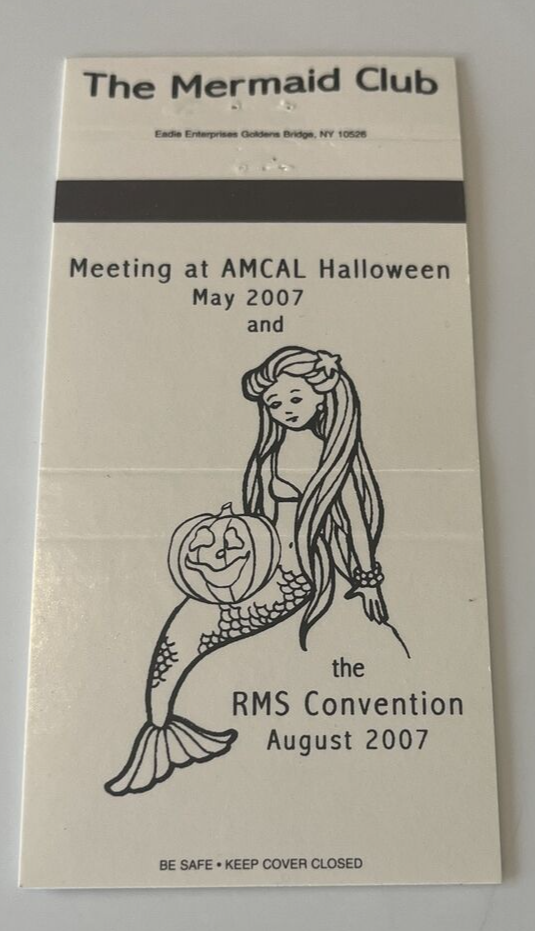 The Mermaid Club
Eadie Enterprises Goldens Bridge, NY 10526
Meeting at AMCAL Halloween
May 2007
and
the
RMS Convention
August 2007
BE SAFE • KEEP COVER CLOSED